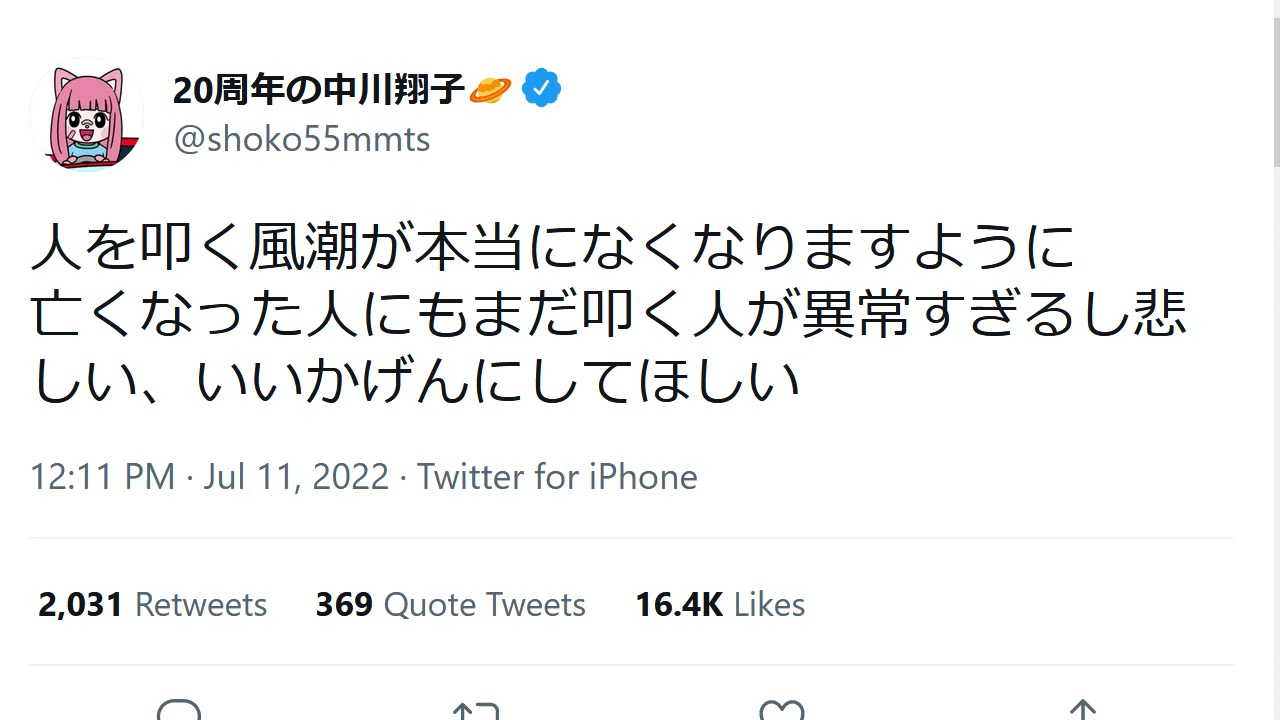 20周年の中川翔子🪐
@shoko55mmts
人を叩く風潮が本当になくなりますように
亡くなった人にもまだ叩く人が異常すぎるし悲
しい、いいかげんにしてほしい
12:11 PM · Jul 11, 2022 · Twitter for iPhone
2,031 Retweets 369 Quote Tweets 16.4K Likes